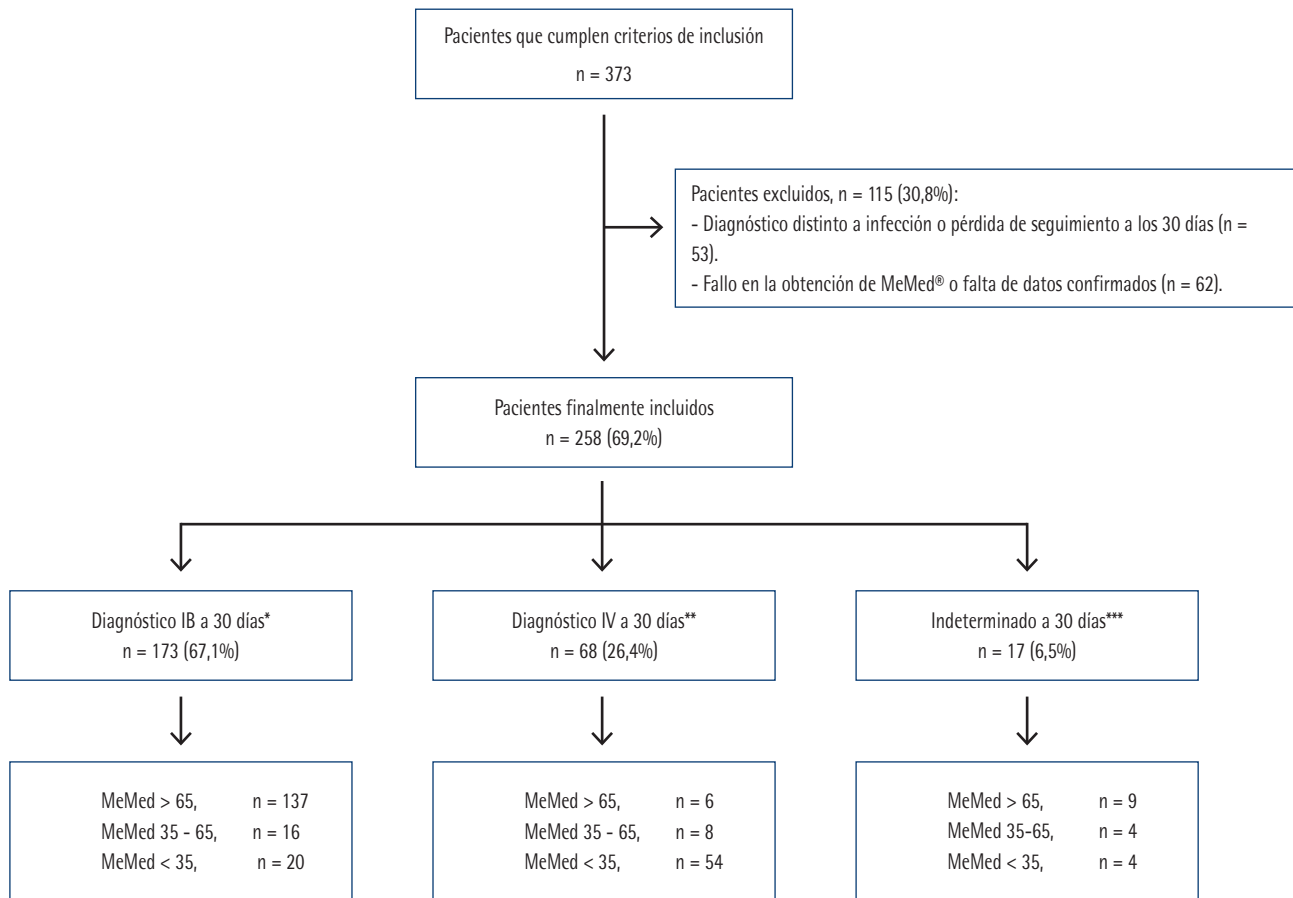 Pacientes que cumplen criterios de inclusión
n = 373
Pacientes excluidos, n = 115 (30,8%):
- Diagnóstico distinto a infección o pérdida de seguimiento a los 30 días (n =
53).
- Fallo en la obtención de MeMed® o falta de datos confirmados (n = 62).
Pacientes finalmente incluidos
n = 258 (69,2%)
Diagnóstico IB a 30 días*
n = 173 (67,1%)
Diagnóstico IV a 30 días**
n = 68 (26,4%)
Indeterminado a 30 días***
n = 17 (6,5%)
MeMed > 65, n = 137
MeMed 35 - 65, n = 16
MeMed < 35, n = 20
MeMed > 65, n = 6
MeMed 35 - 65, n = 8
MeMed < 35, n = 54
MeMed > 65, n = 9
MeMed 35-65, n = 4
MeMed < 35, n = 4